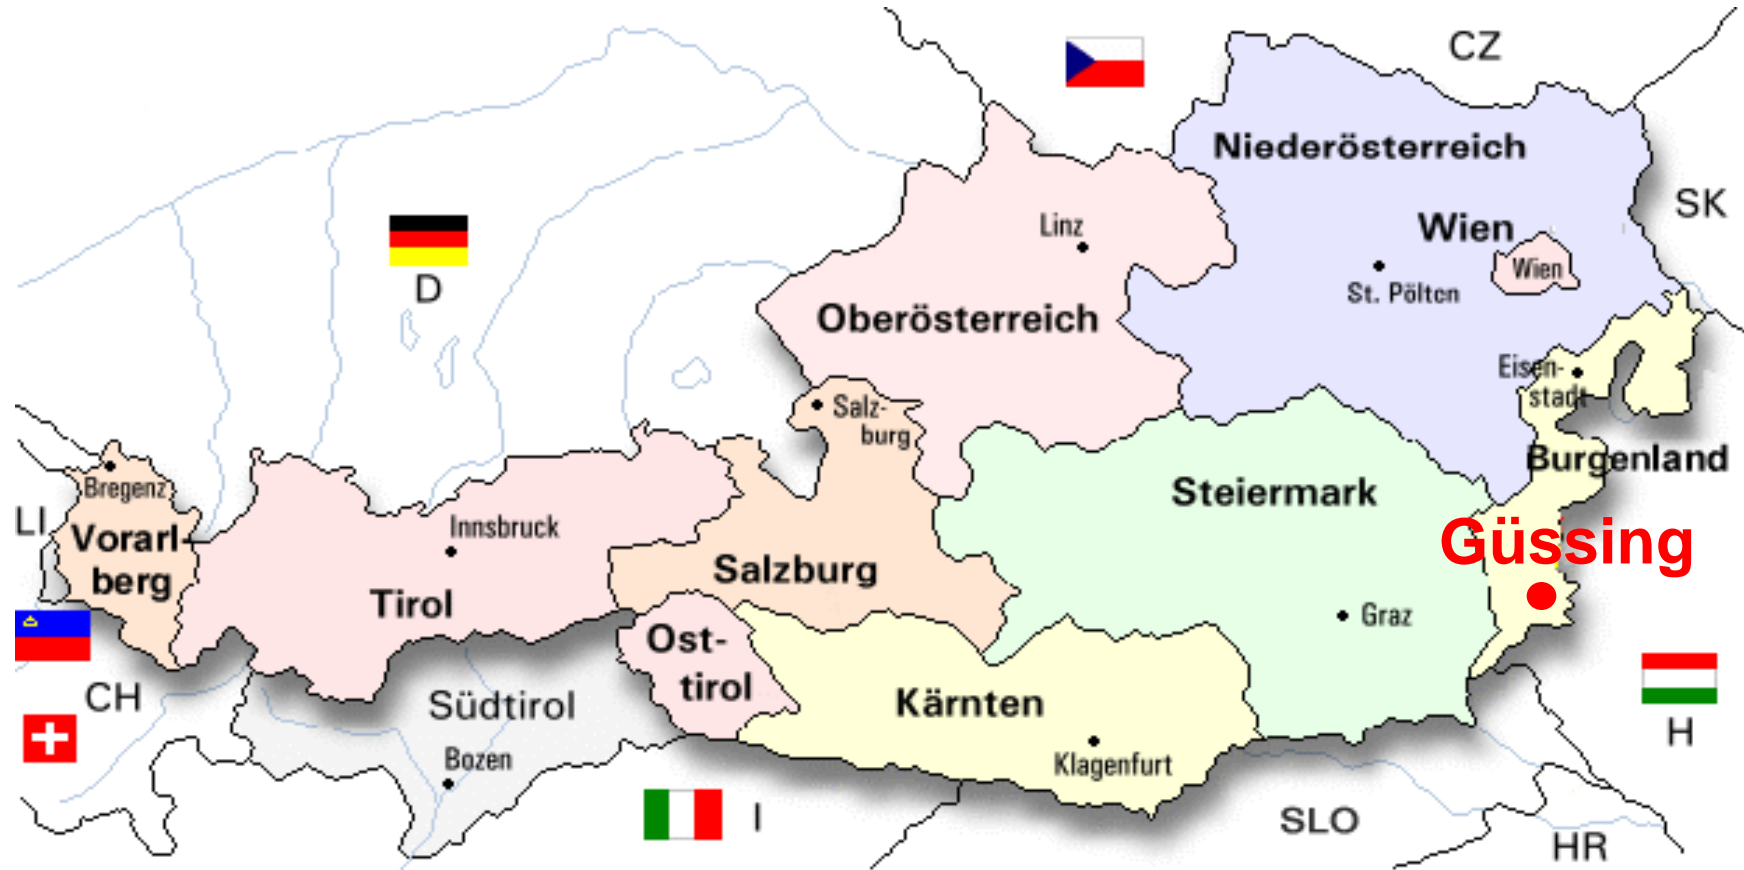 CZ
Niederösterreich
SK
Linz
Wien
Wien
St. Pölten
D
Oberösterreich
Eisen-
stadt
Salz-
burg
Burgenland
Bregenz
Steiermark
LI
Innsbruck
Vorarl-
berg
Güssing
Salzburg
Tirol
Graz
Ost-
tirol
CH
Südtirol
Kärnten
H
Bozen
Klagenfurt
I
SLO
HR